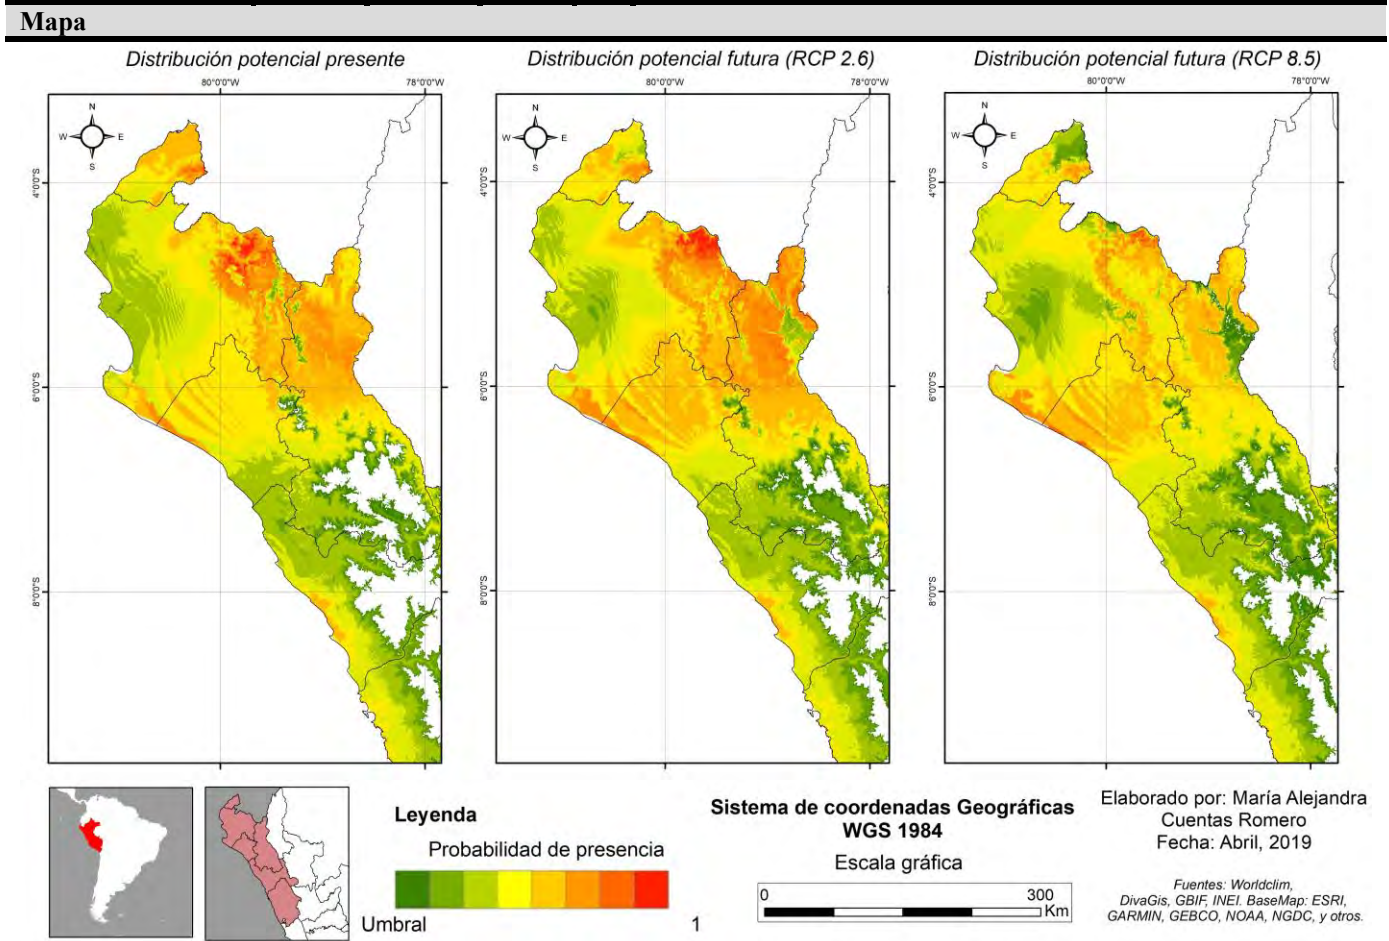 Mapa
Distribución potencial presente
Distribución potencial futura (RCP 2.6)
Distribución potencial futura (RCP 8.5)
80°0'0"W
78°0'0"W
80°0'0"W
78°0'0"W
80°0'0"W
78°0'0"W
N
W
E
S
N
W
E
S
N
W
E
S
4°0'0"S
4°0'0"S
4°0'0"S
6°0'0"S
6°0'0"S
6°0'0"S
8°0'0"S
8°0'0"S
8°0'0"S
Leyenda
Probabilidad de presencia
Umbral
1
Sistema de coordenadas Geográficas
WGS 1984
Escala gráfica
0
300
Km
Elaborado por: María Alejandra
Cuentas Romero
Fecha: Abril, 2019
Fuentes: Worldclim,
DivaGis, GBIF, INEI. BaseMap: ESRI,
GARMIN, GEBCO, NOAA, NGDC, y otros.